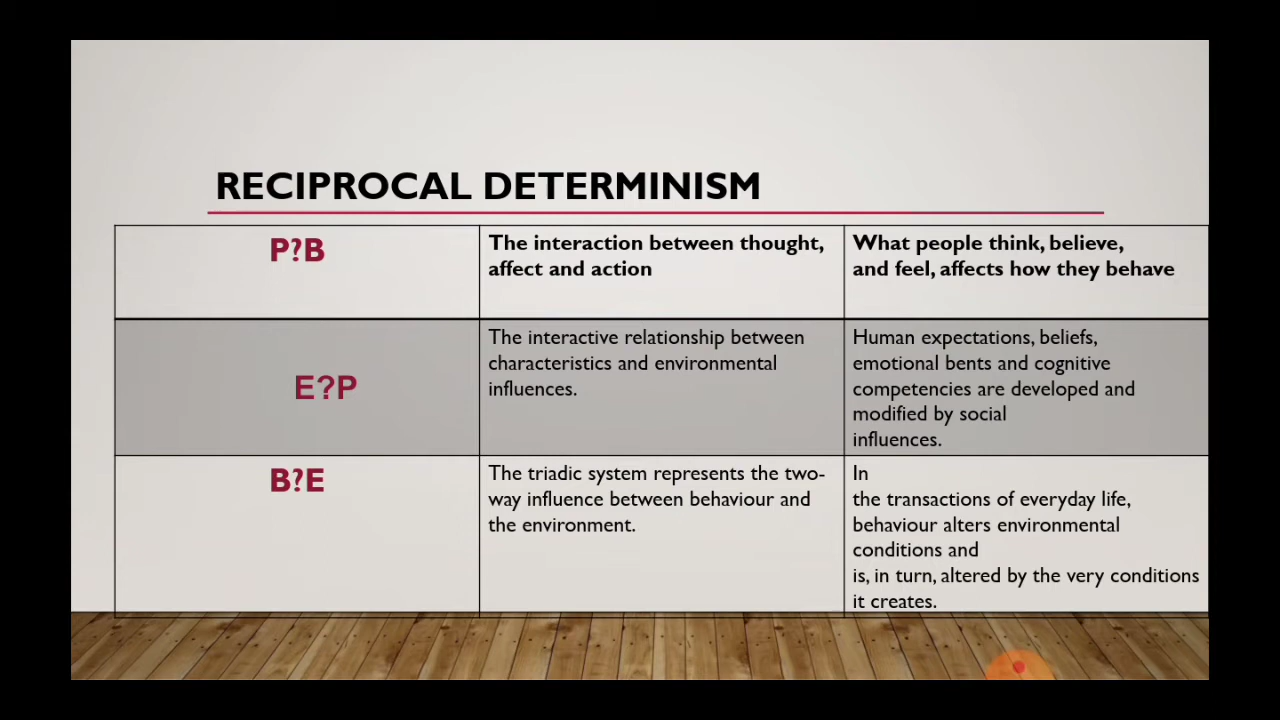 RECIPROCAL DETERMINISM
P?B
The interaction between thought,
affect and action
What people think, believe,
and feel, affects how they behave
E?P
The interactive relationship between
characteristics and environmental
influences.
Human expectations, beliefs,
emotional bents and cognitive
competencies are developed and
modified by social
influences.
B?E
The triadic system represents the two-
way influence between behaviour and
the environment.
In
the transactions of everyday life,
behaviour alters environmental
conditions and
is, in turn, altered by the very conditions
it creates.